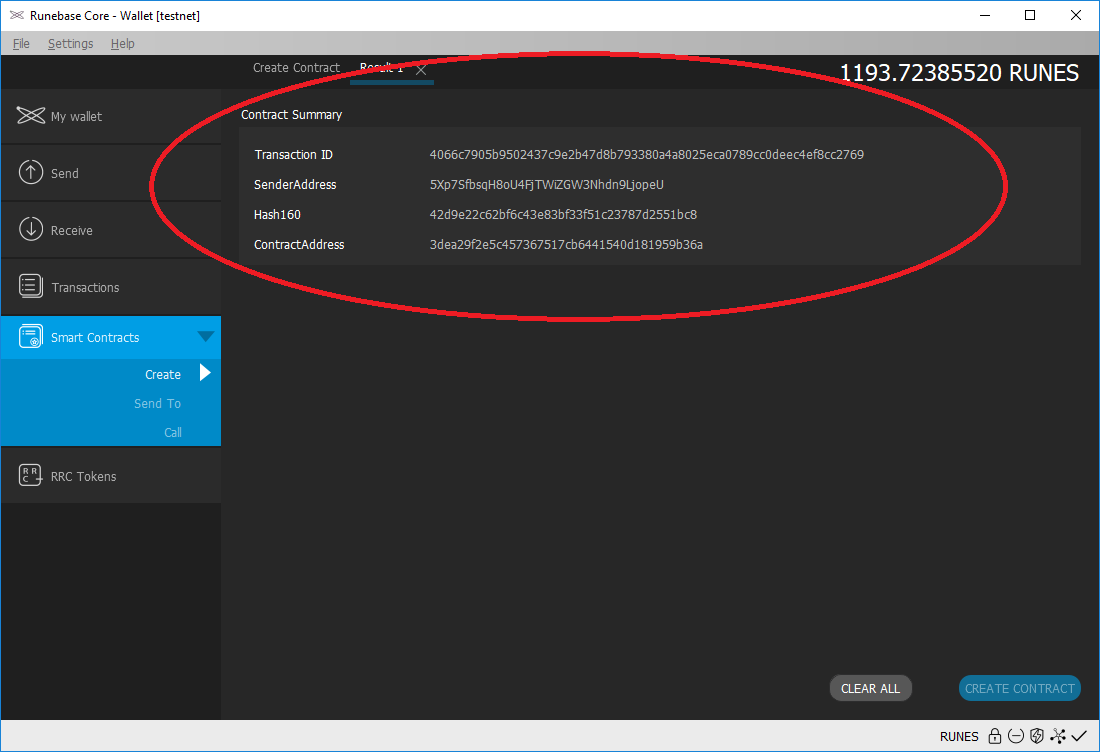 Runebase Core - Wallet [testnet]
File Settings Help
Create Contract Result 1
1193.72385520 RUNES
My wallet
Send
Receive
Transactions
Smart Contracts
Create
Send To
Call
RRC Tokens
Contract Summary
Transaction ID 4066c7905b9502437c9e2b47d8b793380a4a8025eca0789cc0deec4ef8cc2769
SenderAddress 5Xp7SfbsqH8oU4FjTWiZGW3Nhdn9LjopeU
Hash160 42d9e22c62bf6c43e83bf33f51c23787d2551bc8
ContractAddress 3dea29f2e5c457367517cb6441540d181959b36a
CLEAR ALL
CREATE CONTRACT
RUNES